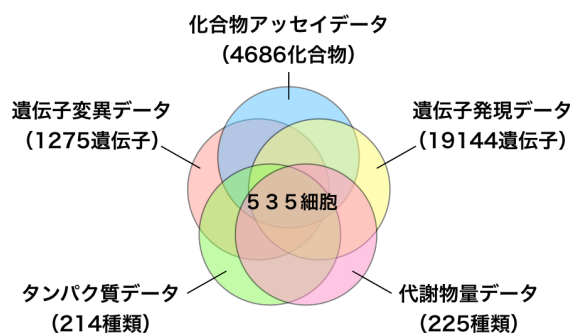 化合物アッセイデータ
（4686化合物）
遺伝子変異データ
（1275遺伝子）
遺伝子発現データ
（19144遺伝子）
５３５細胞
タンパク質データ
（214種類）
代謝物量データ
（225種類）